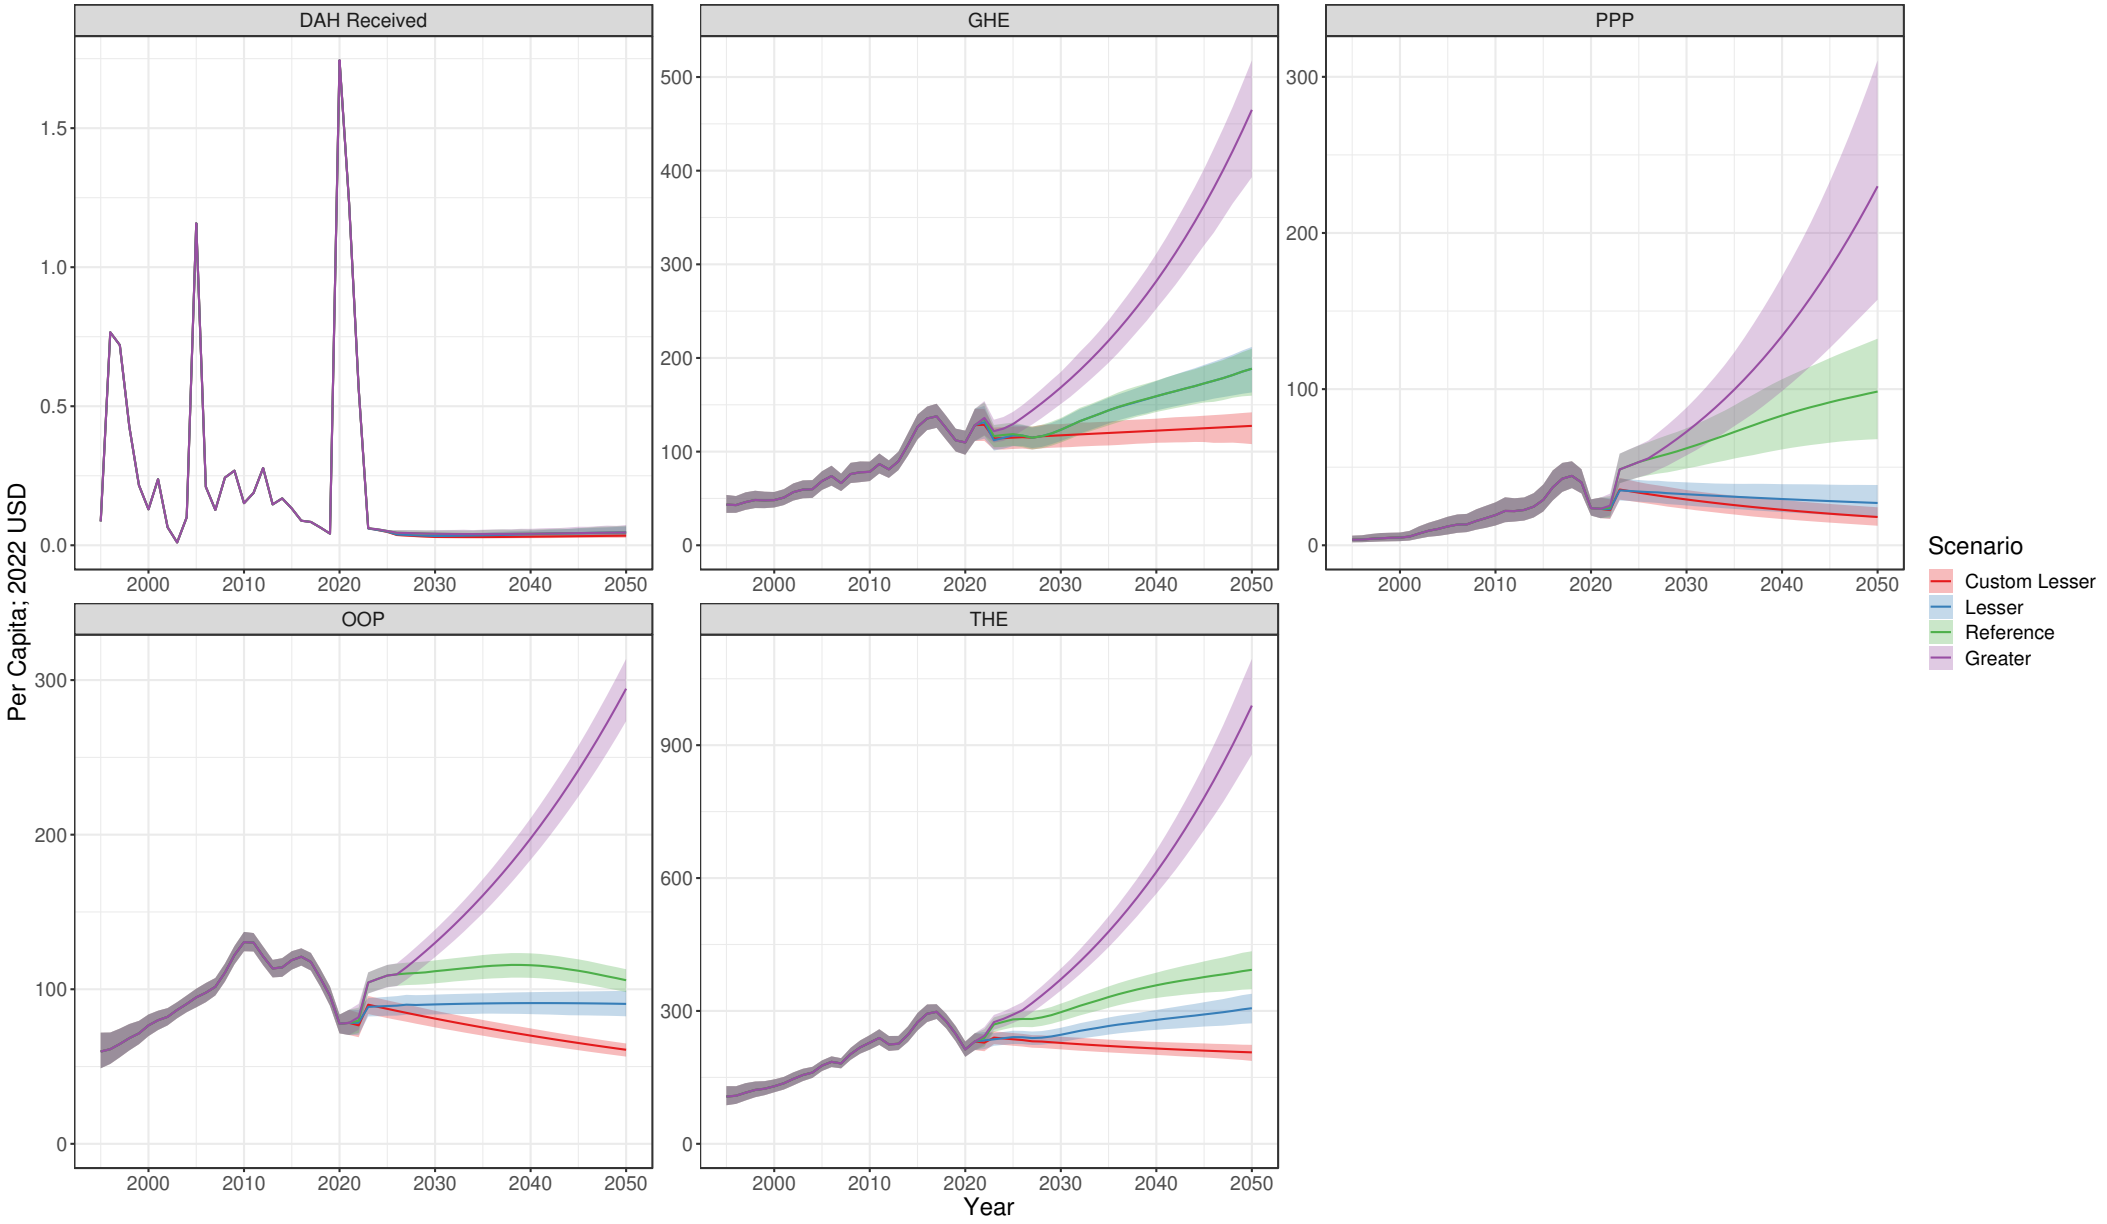 DAH Received
GHE
PPP
1.5
1.0
0.5
0.0
500
400
300
200
100
0
300
200
100
0
2000 2010 2020 2030 2040 2050
2000 2010 2020 2030 2040 2050
2000 2010 2020 2030 2040 2050
Per Capita; 2022 USD
OOP
THE
300
200
100
0
900
600
300
0
2000 2010 2020 2030 2040 2050
2000 2010 2020 2030 2040 2050
Year
Scenario
Custom Lesser
Lesser
Reference
Greater